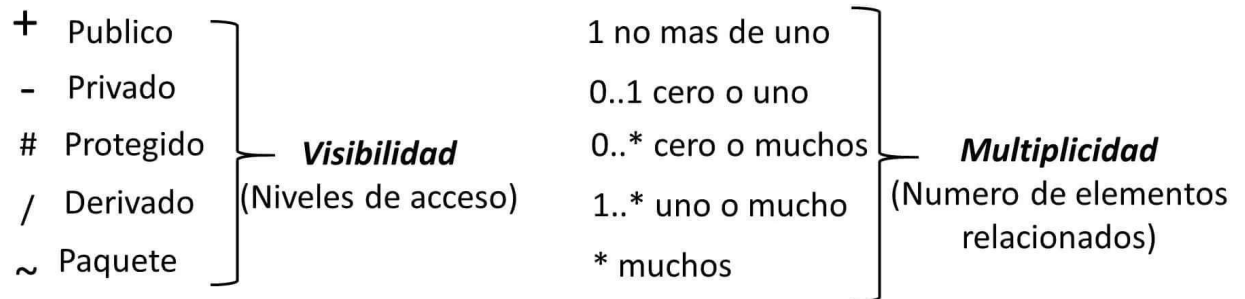 + Publico
- Privado
# Protegido
/ Derivado
~ Paquete
Visibilidad
(Niveles de acceso)
1 no mas de uno
0..1 cero o uno
0..* cero o muchos
1..* uno o mucho
* muchos
Multiplicidad
(Numero de elementos
relacionados)